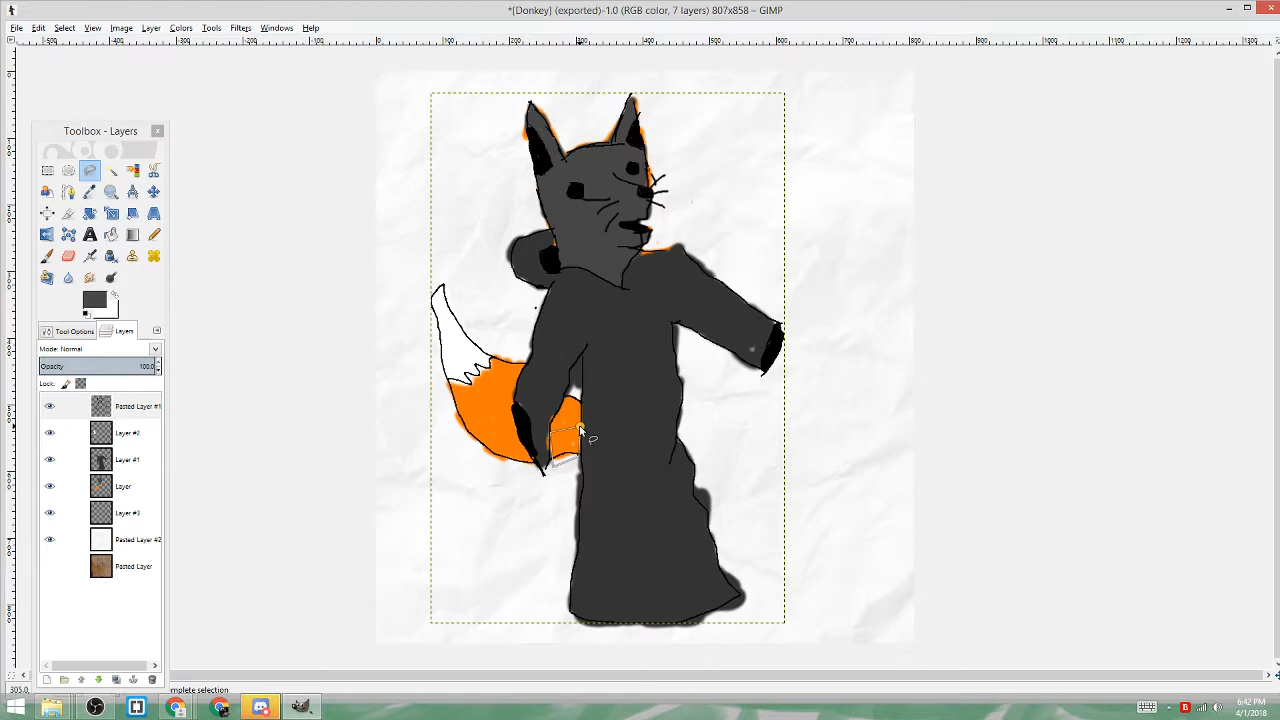 *[Donkey] (exported)-1.0 (RGB color, 7 layers) 807x858 – GIMP
File Edit Select View Image Layer Colors Tools Filters Windows Help
Toolbox - Layers
Tool Options Layers
Mode: Normal
Opacity 100.0
Lock:
Pasted Layer #1
Layer #2
Layer #1
Layer
Layer #3
Pasted Layer #2
Pasted Layer
305.0 mplete selection
6:42 PM
4/1/2018